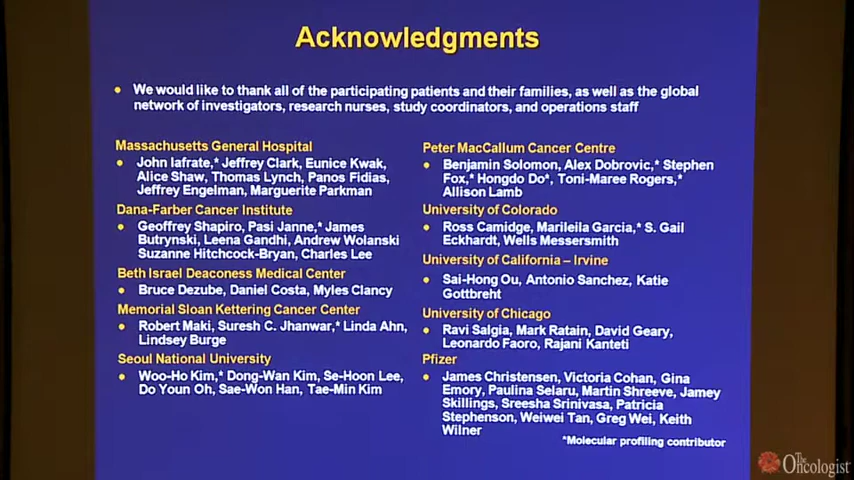 Acknowledgments
We would like to thank all of the participating patients and their families, as well as the global
network of investigators, research nurses, study coordinators, and operations staff
Massachusetts General Hospital
John Iafrate,* Jeffrey Clark, Eunice Kwak,
Alice Shaw, Thomas Lynch, Panos Fidias,
Jeffrey Engelman, Marguerite Parkman
Dana-Farber Cancer Institute
Geoffrey Shapiro, Pasi Janne,* James
Butrynski, Leena Gandhi, Andrew Wolanski
Suzanne Hitchcock-Bryan, Charles Lee
Beth Israel Deaconess Medical Center
Bruce Dezube, Daniel Costa, Myles Clancy
Memorial Sloan Kettering Cancer Center
Robert Maki, Suresh C. Jhanwar,* Linda Ahn,
Lindsey Burge
Seoul National University
Woo-Ho Kim,* Dong-Wan Kim, Se-Hoon Lee,
Do Youn Oh, Sae-Won Han, Tae-Min Kim
Peter MacCallum Cancer Centre
Benjamin Solomon, Alex Dobrovic,* Stephen
Fox,* Hongdo Do*, Toni-Maree Rogers,*
Allison Lamb
University of Colorado
Ross Camidge, Marileila Garcia,* S. Gail
Eckhardt, Wells Messersmith
University of California – Irvine
Sai-Hong Ou, Antonio Sanchez, Katie
Gottbreht
University of Chicago
Ravi Salgia, Mark Ratain, David Geary,
Leonardo Faoro, Rajani Kanteti
Pfizer
James Christensen, Victoria Cohan, Gina
Emory, Paulina Selaru, Martin Shreeve, Jamey
Skillings, Sreesha Srinivasa, Patricia
Stephenson, Weiwei Tan, Greg Wei, Keith
Wilner
*Molecular profiling contributor
The Oncologist